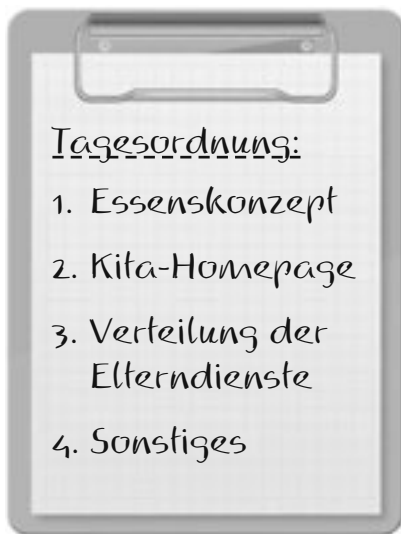 Tagesordnung:
1. Essenskonzept
2. Kita-Homepage
3. Verteilung der
Elterndienste
4. Sonstiges